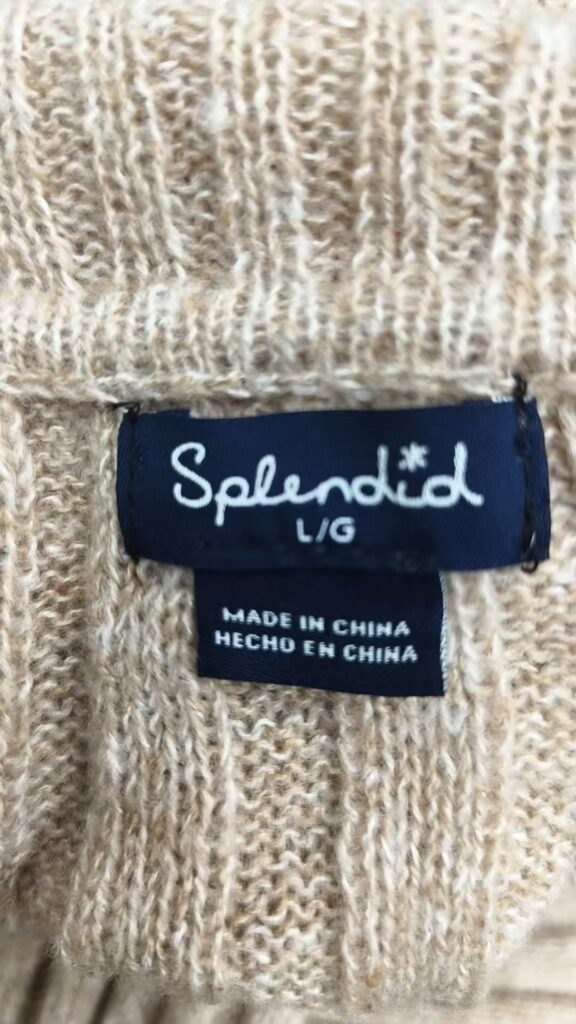 Splendid
L/G
MADE IN CHINA
HECHO EN CHINA